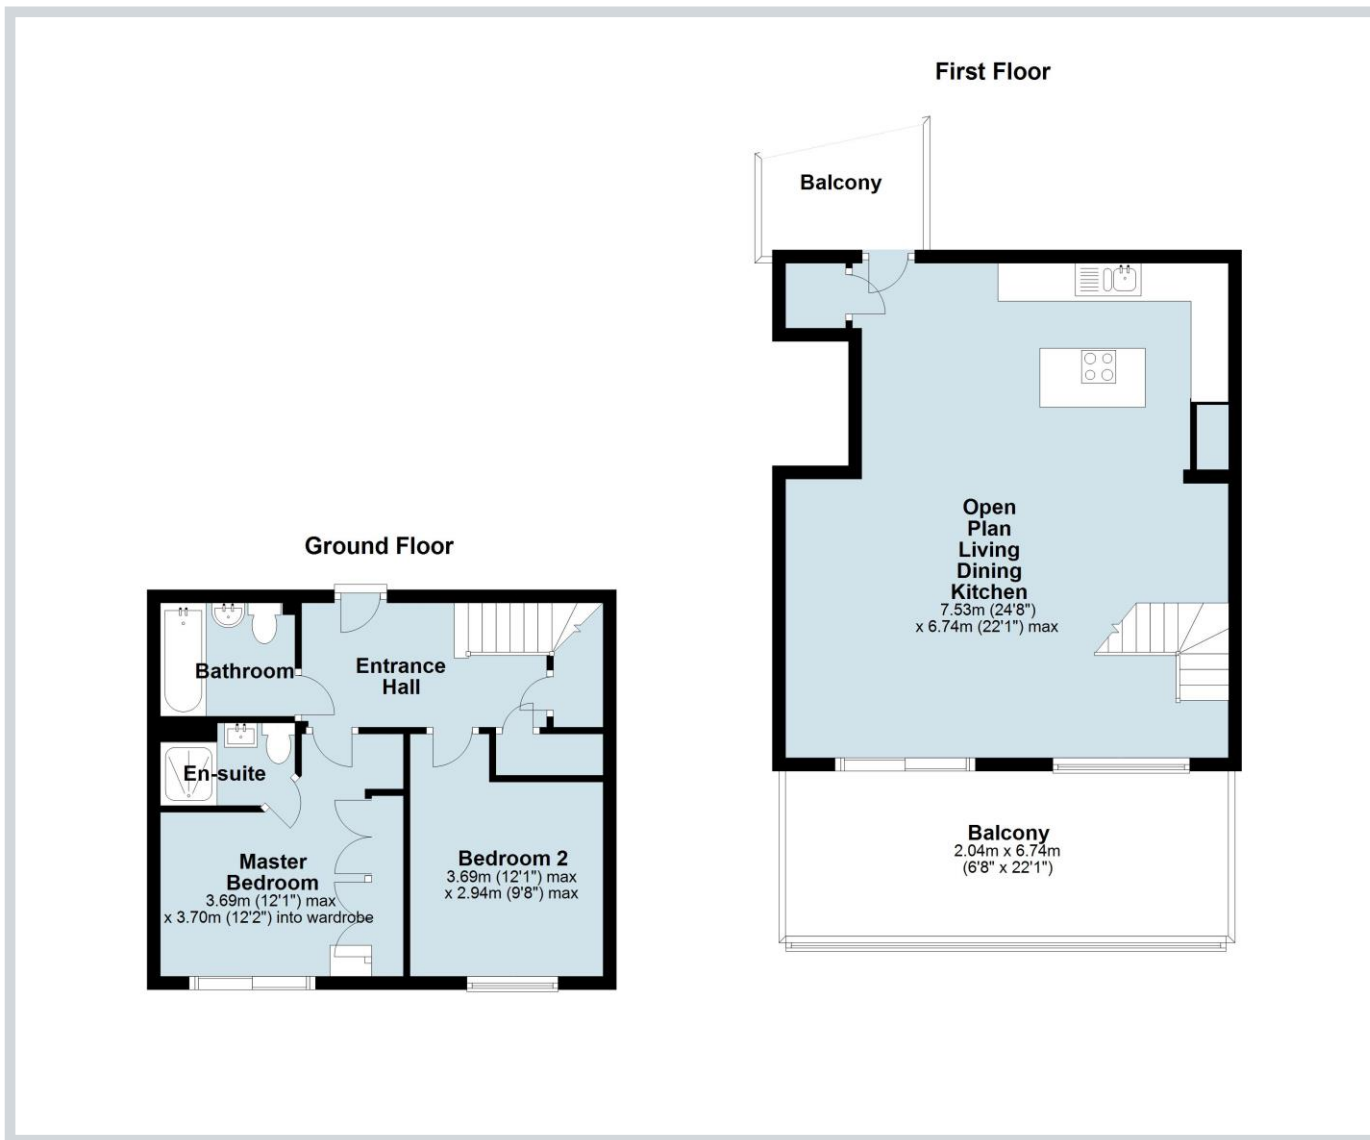 First Floor
Balcony
Open
Plan
Living
Dining
Kitchen
7.53m (24'8")
x 6.74m (22'1") max
Balcony
2.04m x 6.74m
(6'8" x 22'1")
Ground Floor
Bathroom
Entrance
Hall
En-suite
Master
Bedroom
3.69m (12'1") max
x 3.70m (12'2") into wardrobe
Bedroom 2
3.69m (12'1") max
x 2.94m (9'8") max